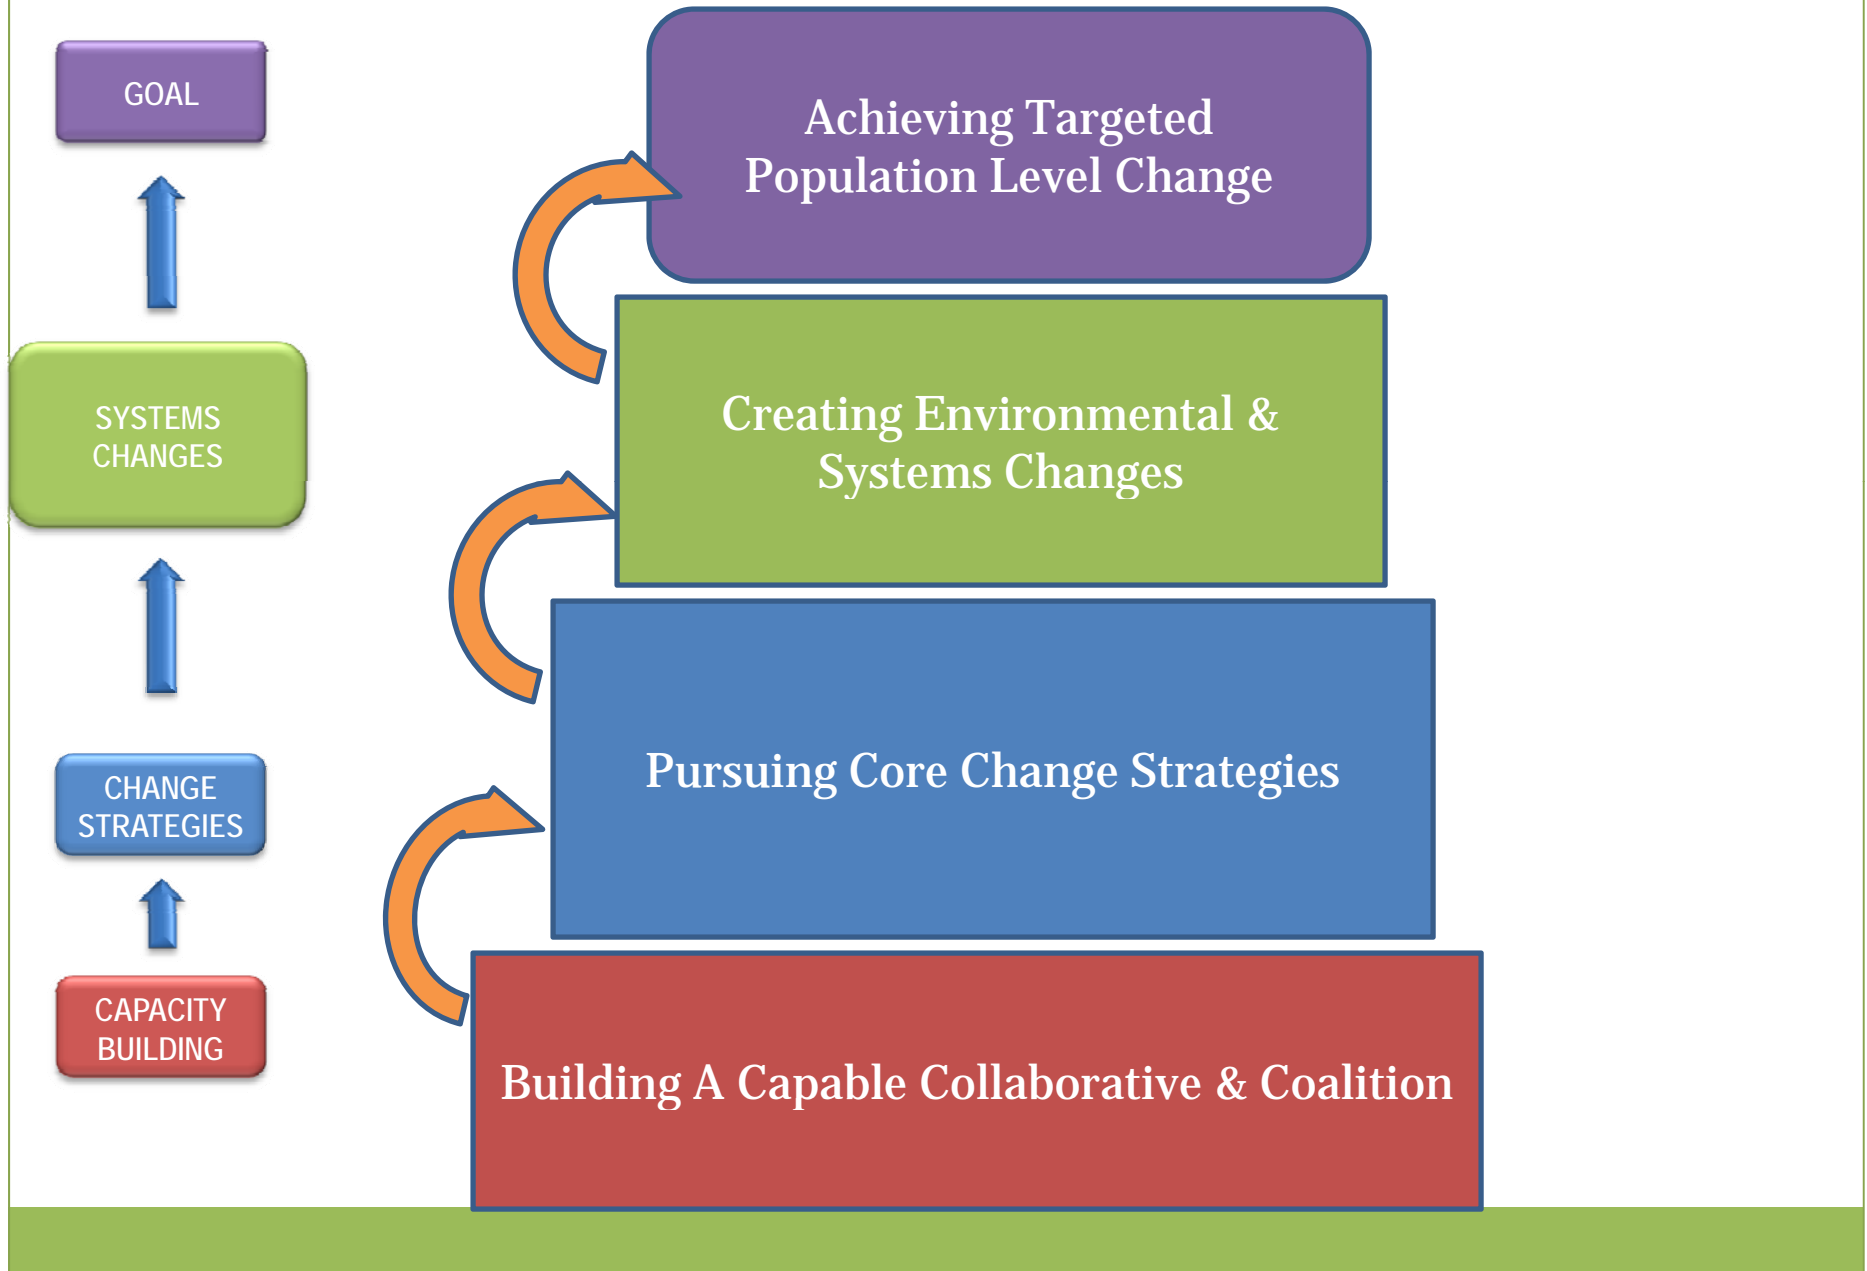 GOAL
SYSTEMS
CHANGES
CHANGE
STRATEGIES
CAPACITY
BUILDING
Achieving Targeted
Population Level Change
Creating Environmental &
Systems Changes
Pursuing Core Change Strategies
Building A Capable Collaborative & Coalition